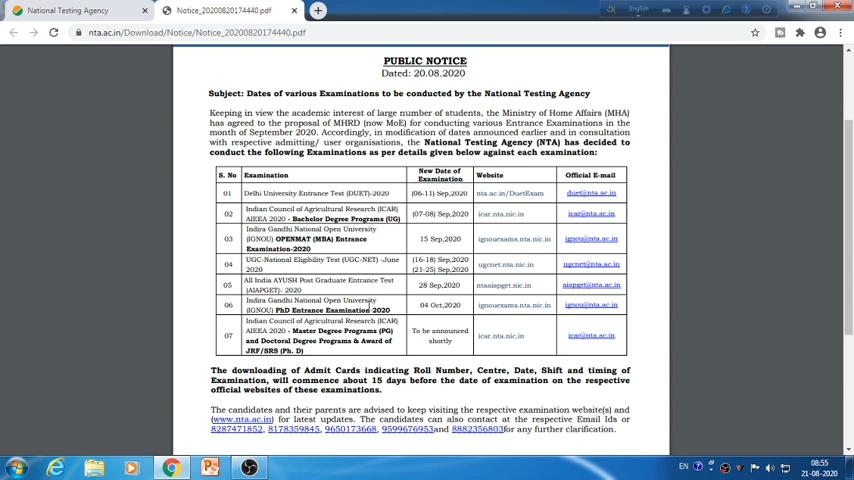 National Testing Agency
Notice_20200820174440.pdf
English
nta.ac.in/Download/Notice/Notice_20200820174440.pdf
PUBLIC NOTICE
Dated: 20.08.2020
Subject: Dates of various Examinations to be conducted by the National Testing Agency
Keeping in view the academic interest of large number of students, the Ministry of Home Affairs (MHA)
has agreed to the proposal of MHRD (now MoE) for conducting various Entrance Examinations in the
month of September 2020. Accordingly, in modification of dates announced earlier and in consultation
with respective admitting/ user organisations, the National Testing Agency (NTA) has decided to
conduct the following Examinations as per details given below against each examination:
S. No Examination New Date of Examination Website Official E-mail
01 Delhi University Entrance Test (DUET)-2020 (06-11) Sep,2020 nta.ac.in/DuetExam duet@nta.ac.in
02 Indian Council of Agricultural Research (ICAR)
AIEEA 2020 - Bachelor Degree Programs (UG) (07-08) Sep,2020 icar.nta.nic.in icar@nta.ac.in
03 Indira Gandhi National Open University
(IGNOU) OPENMAT (MBA) Entrance
Examination-2020 15 Sep,2020 ignouexams.nta.nic.in ignou@nta.ac.in
04 UGC-National Eligibility Test (UGC-NET) -June
2020 (16-18) Sep,2020
(21-25) Sep,2020 ugcnet.nta.nic.in ugcnet@nta.ac.in
05 All India AYUSH Post Graduate Entrance Test
(AIAPGET)- 2020 28 Sep,2020 ntaaiapget.nic.in aiapget@nta.ac.in
06 Indira Gandhi National Open University
(IGNOU) PhD Entrance Examination-2020 04 Oct,2020 ignouexams.nta.nic.in ignou@nta.ac.in
07 Indian Council of Agricultural Research (ICAR)
AIEEA 2020 - Master Degree Programs (PG)
and Doctoral Degree Programs & Award of
JRF/SRS (Ph. D) To be announced
shortly icar.nta.nic.in icar@nta.ac.in
The downloading of Admit Cards indicating Roll Number, Centre, Date, Shift and timing of
Examination, will commence about 15 days before the date of examination on the respective
official websites of these examinations.
The candidates and their parents are advised to keep visiting the respective examination website(s) and
(www.nta.ac.in) for latest updates. The candidates can also contact at the respective Email Ids or
8287471852, 8178359845, 9650173668, 9599676953and 8882356803for any further clarification.
EN
08:55
21-08-2020